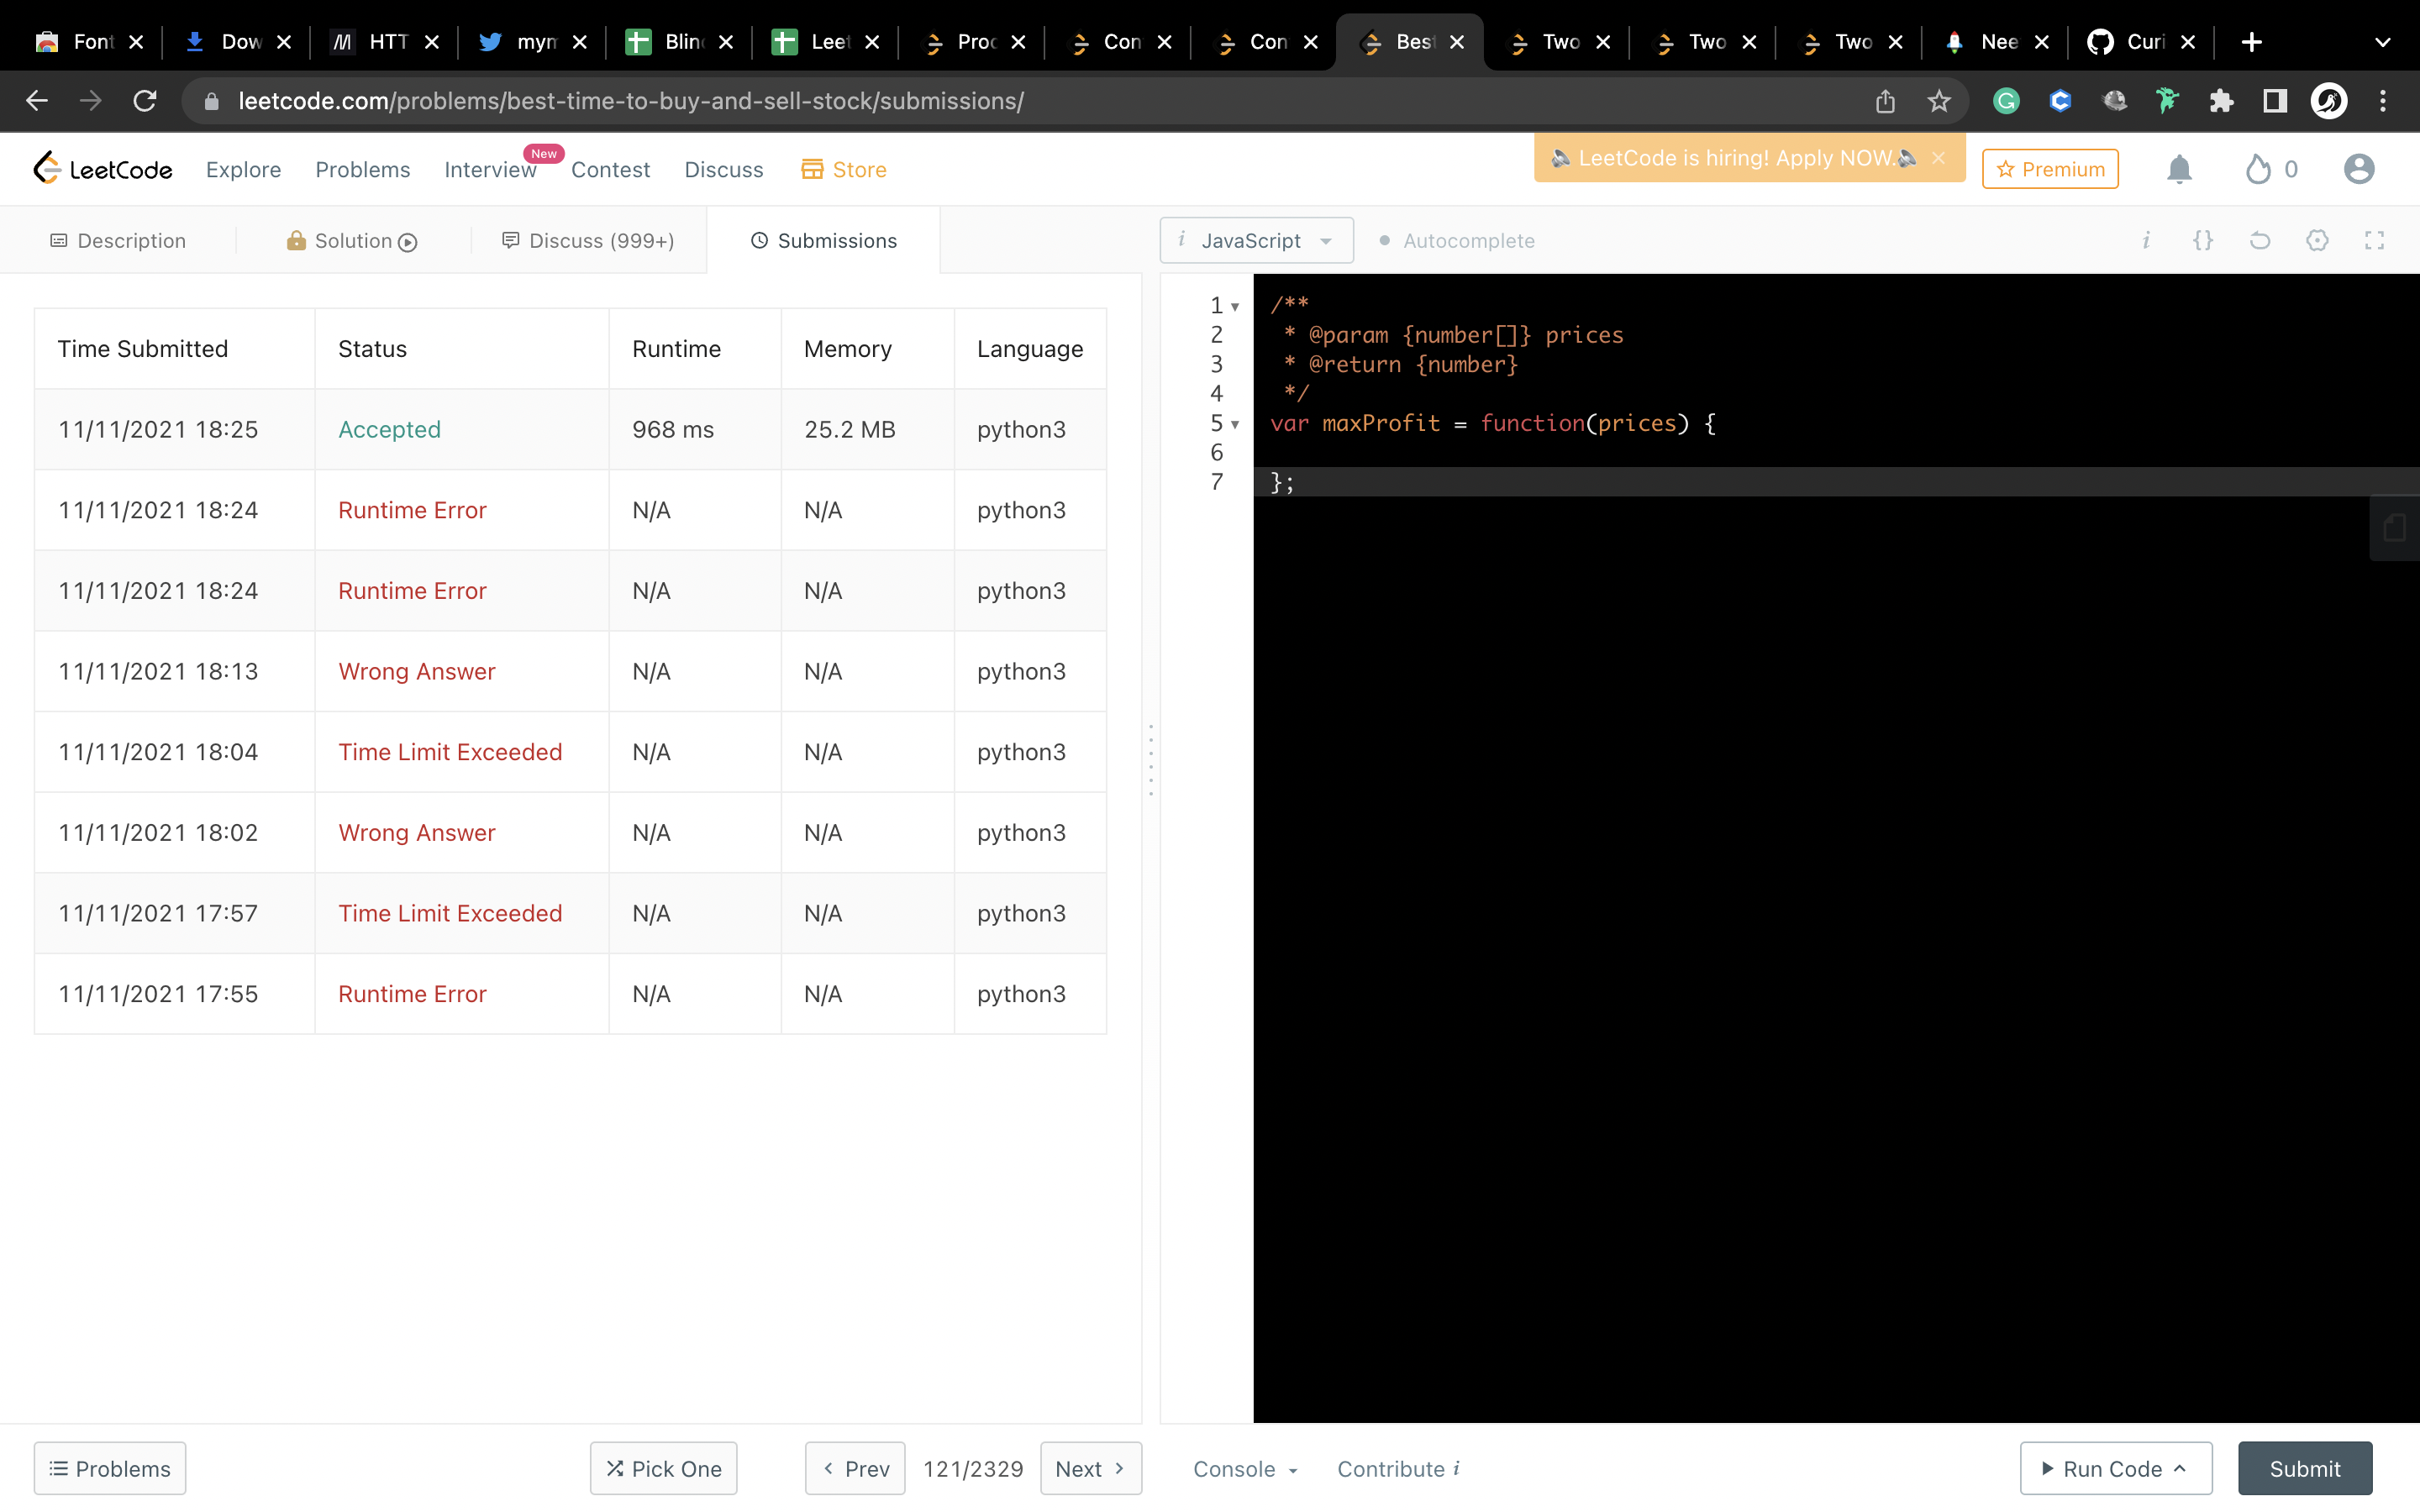 Font Dow HTT mym Blin Leet Proc Con Con Best Two Two Two Nee Curi
leetcode.com/problems/best-time-to-buy-and-sell-stock/submissions/
LeetCode Explore Problems Interview New Contest Discuss Store LeetCode is hiring! Apply NOW. Premium 0
Description Solution Discuss (999+) Submissions i JavaScript Autocomplete i {}
Time Submitted Status Runtime Memory Language
11/11/2021 18:25 Accepted 968 ms 25.2 MB python3
11/11/2021 18:24 Runtime Error N/A N/A python3
11/11/2021 18:24 Runtime Error N/A N/A python3
11/11/2021 18:13 Wrong Answer N/A N/A python3
11/11/2021 18:04 Time Limit Exceeded N/A N/A python3
11/11/2021 18:02 Wrong Answer N/A N/A python3
11/11/2021 17:57 Time Limit Exceeded N/A N/A python3
11/11/2021 17:55 Runtime Error N/A N/A python3
1 /**
2 * @param {number[]} prices
3 * @return {number}
4 */
5 var maxProfit = function(prices) {
6
7 };
Problems Pick One Prev 121/2329 Next Console Contribute i Run Code Submit